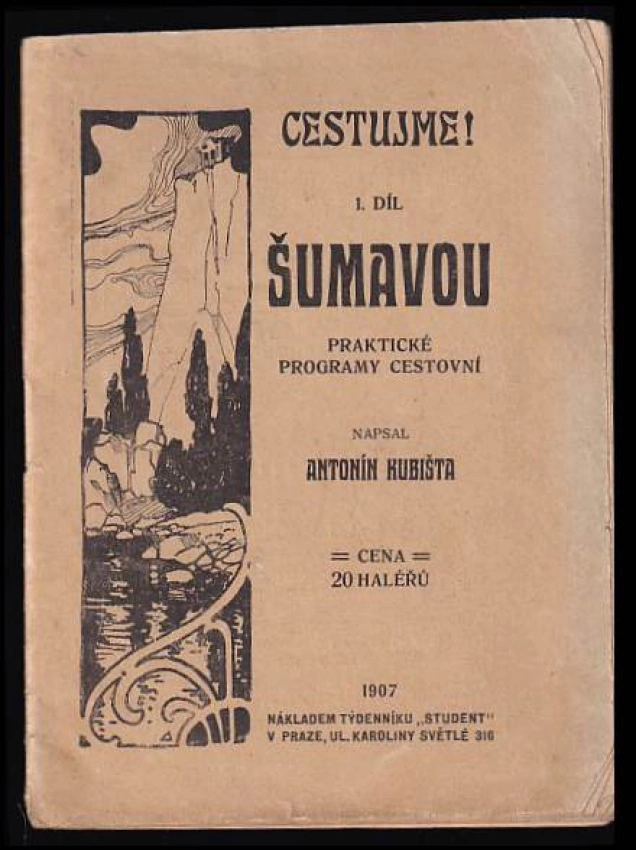 CESTUJME!
1. DÍL
ŠUMAVOU
PRAKTICKÉ
PROGRAMY CESTOVNÍ
NAPSAL
ANTONÍN KUBIŠTA
= CENA =
20 HALÉŘŮ
1907
NÁKLADEM TÝDENNÍKU „STUDENT"
V PRAZE, UL. KAROLINY SVĚTLÉ 316